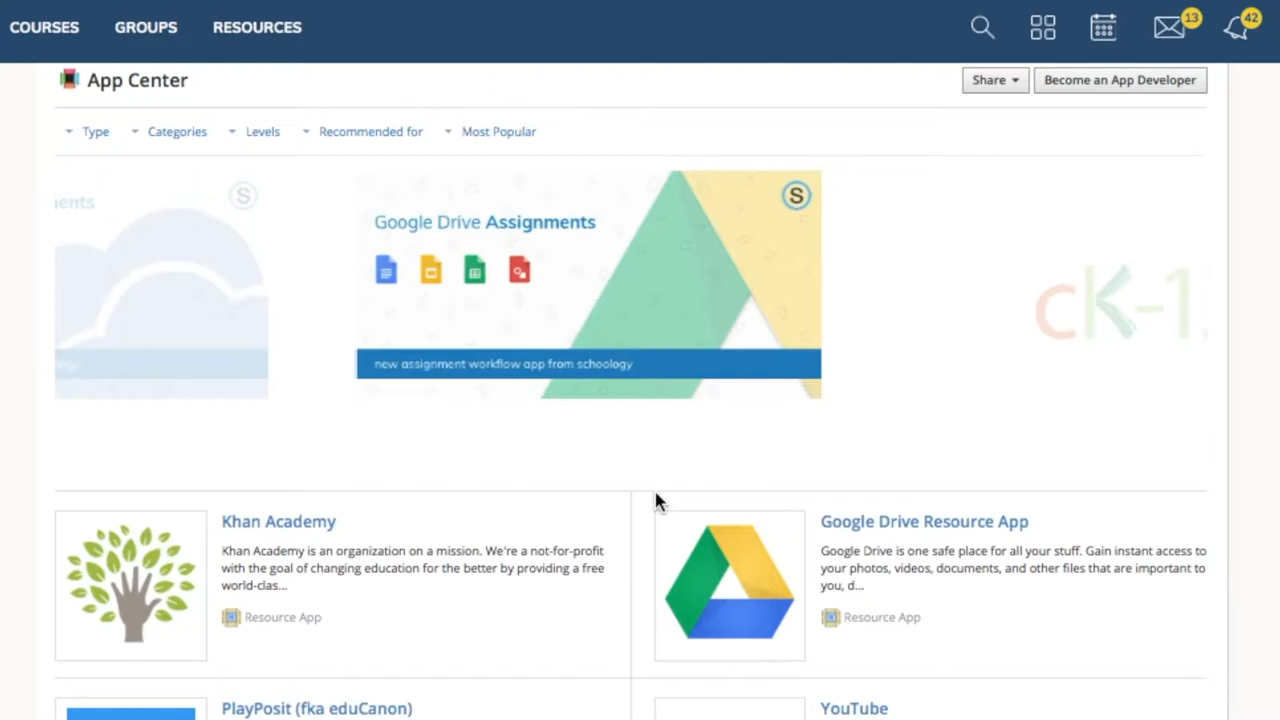 COURSES GROUPS RESOURCES 13 42
App Center Share Become an App Developer
Type Categories Levels Recommended for Most Popular
S
S
Google Drive Assignments
new assignment workflow app from schoology
cK-1
Khan Academy
Khan Academy is an organization on a mission. We're a not-for-profit
with the goal of changing education for the better by providing a free
world-clas...
Resource App
Google Drive Resource App
Google Drive is one safe place for all your stuff. Gain instant access to
your photos, videos, documents, and other files that are important to
you, d...
Resource App
PlayPosit (fka eduCanon)
YouTube